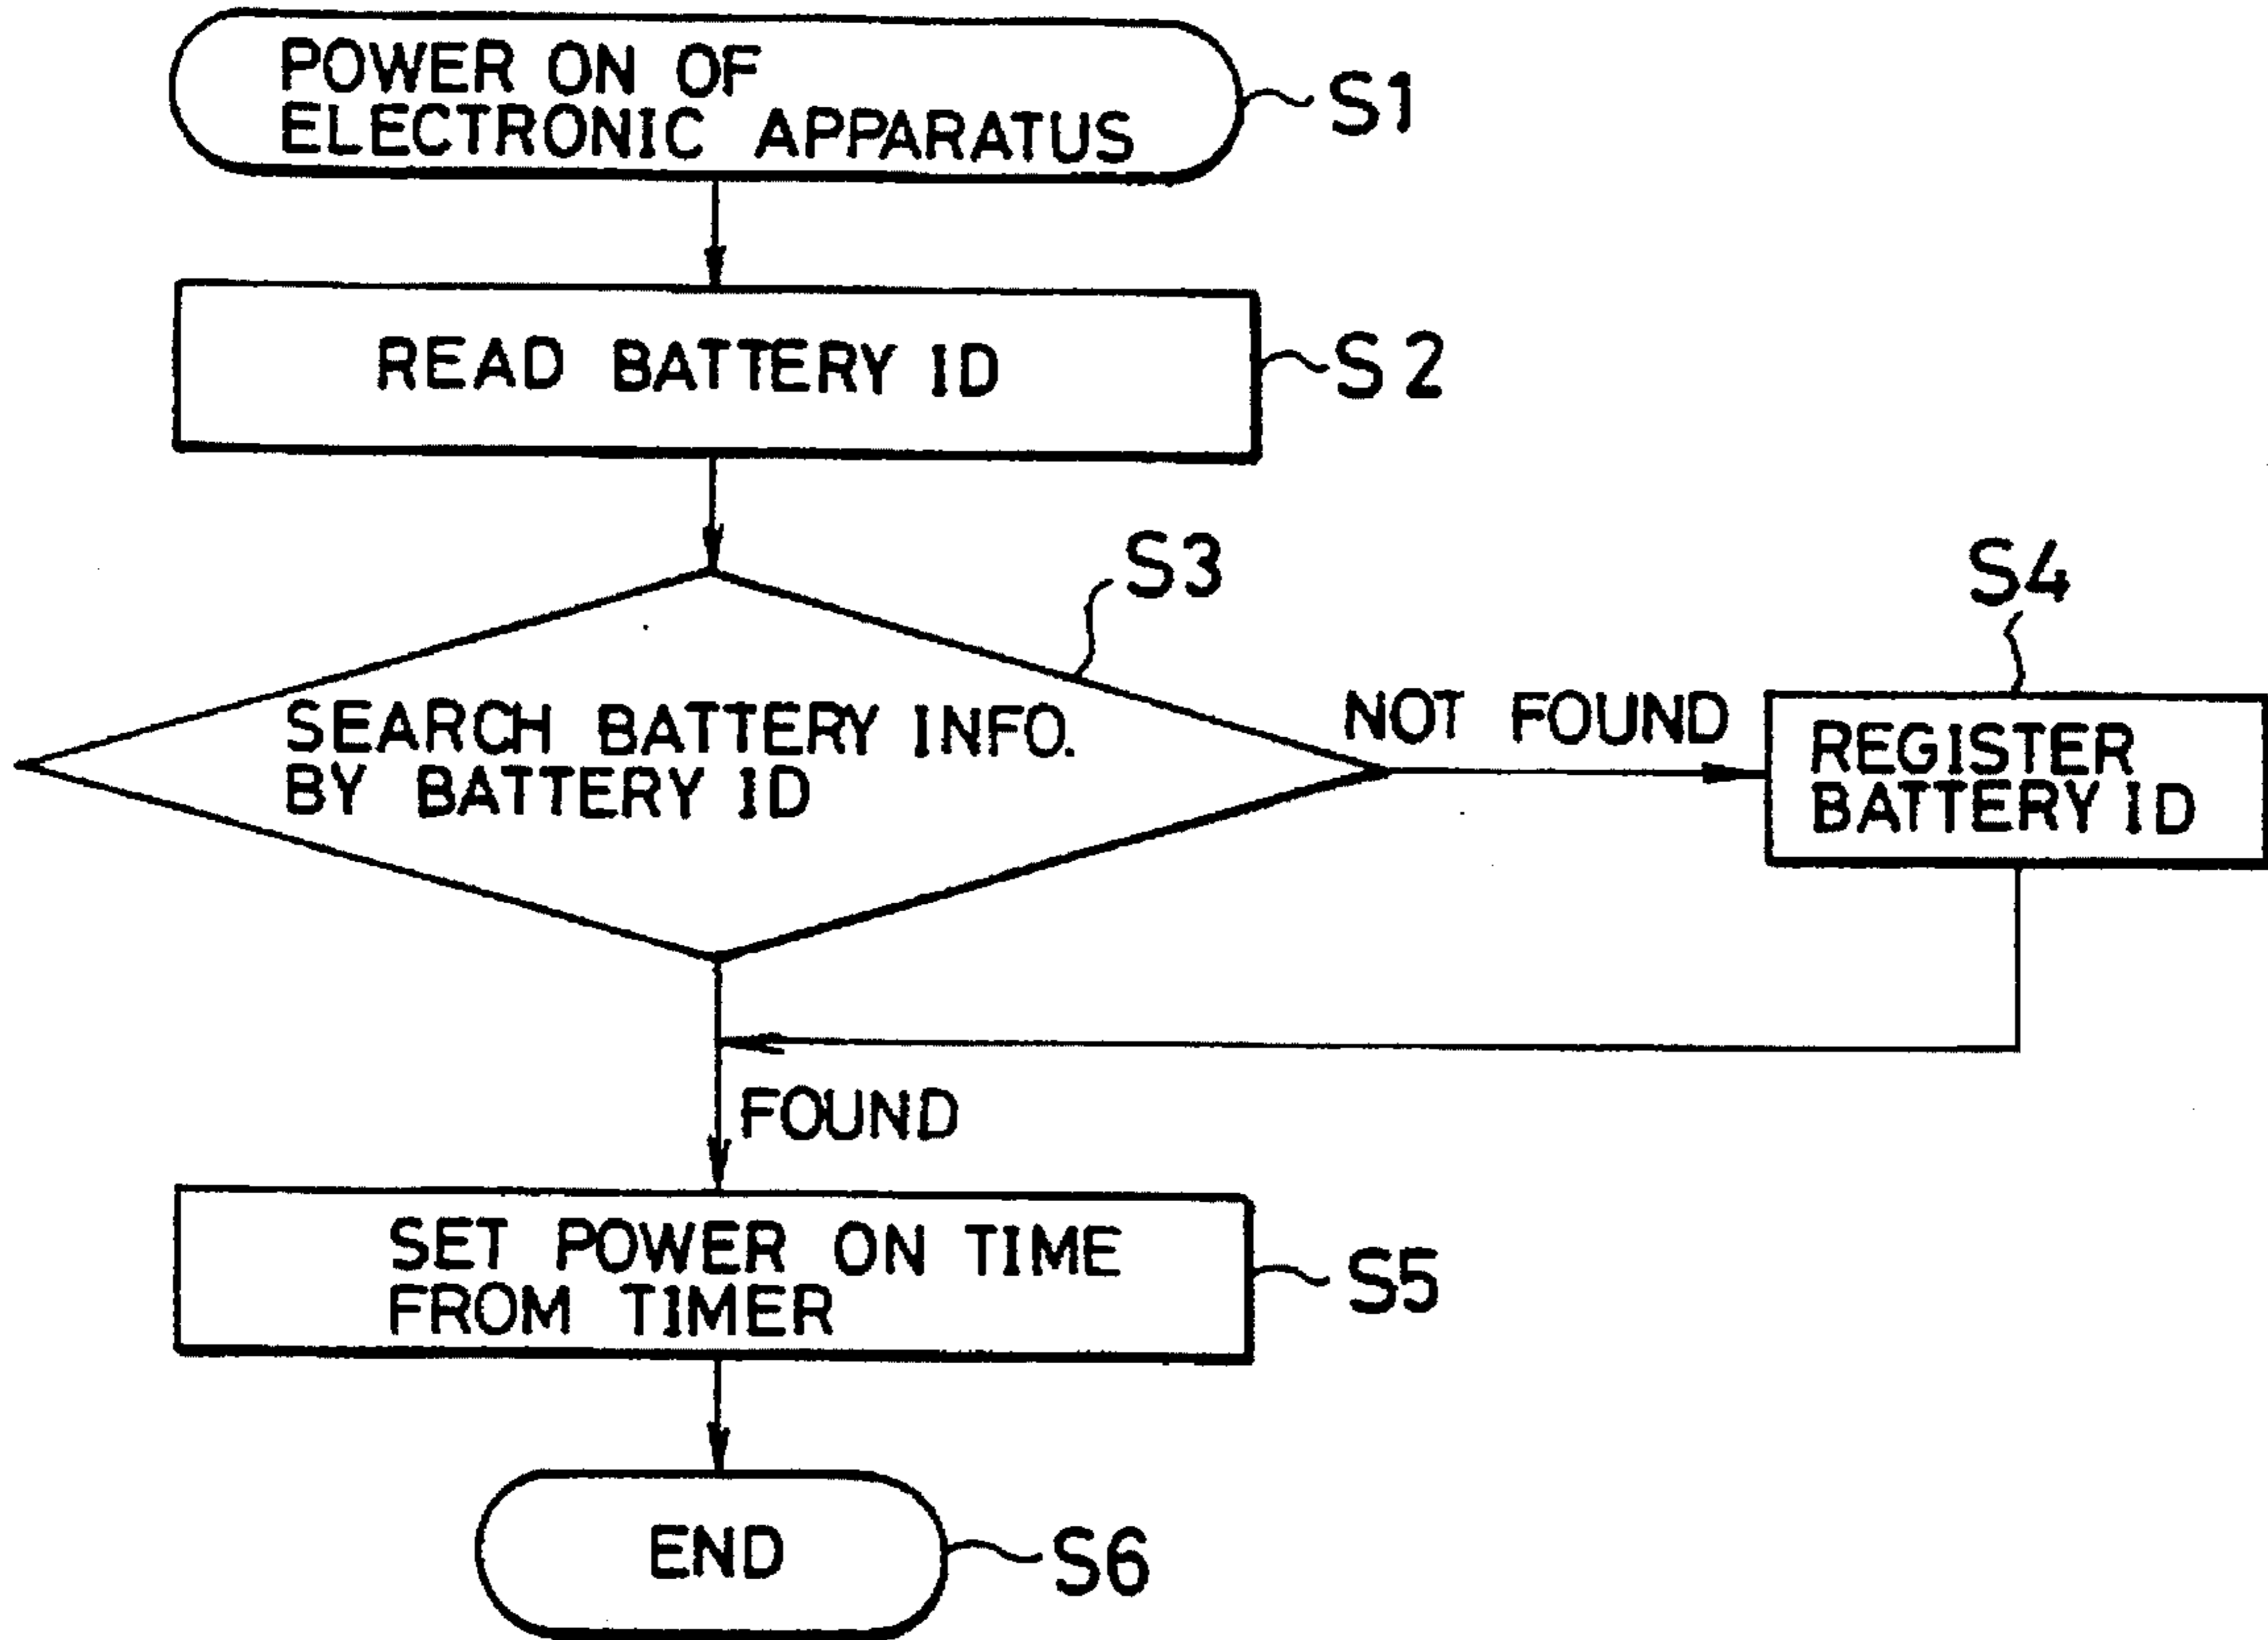 POWER ON OF
ELECTRONIC APPARATUS
S1
READ BATTERY ID
S2
S3
S4
SEARCH BATTERY INFO.
BY BATTERY ID
NOT FOUND
REGISTER
BATTERY ID
FOUND
SET POWER ON TIME
FROM TIMER
S5
END
S6